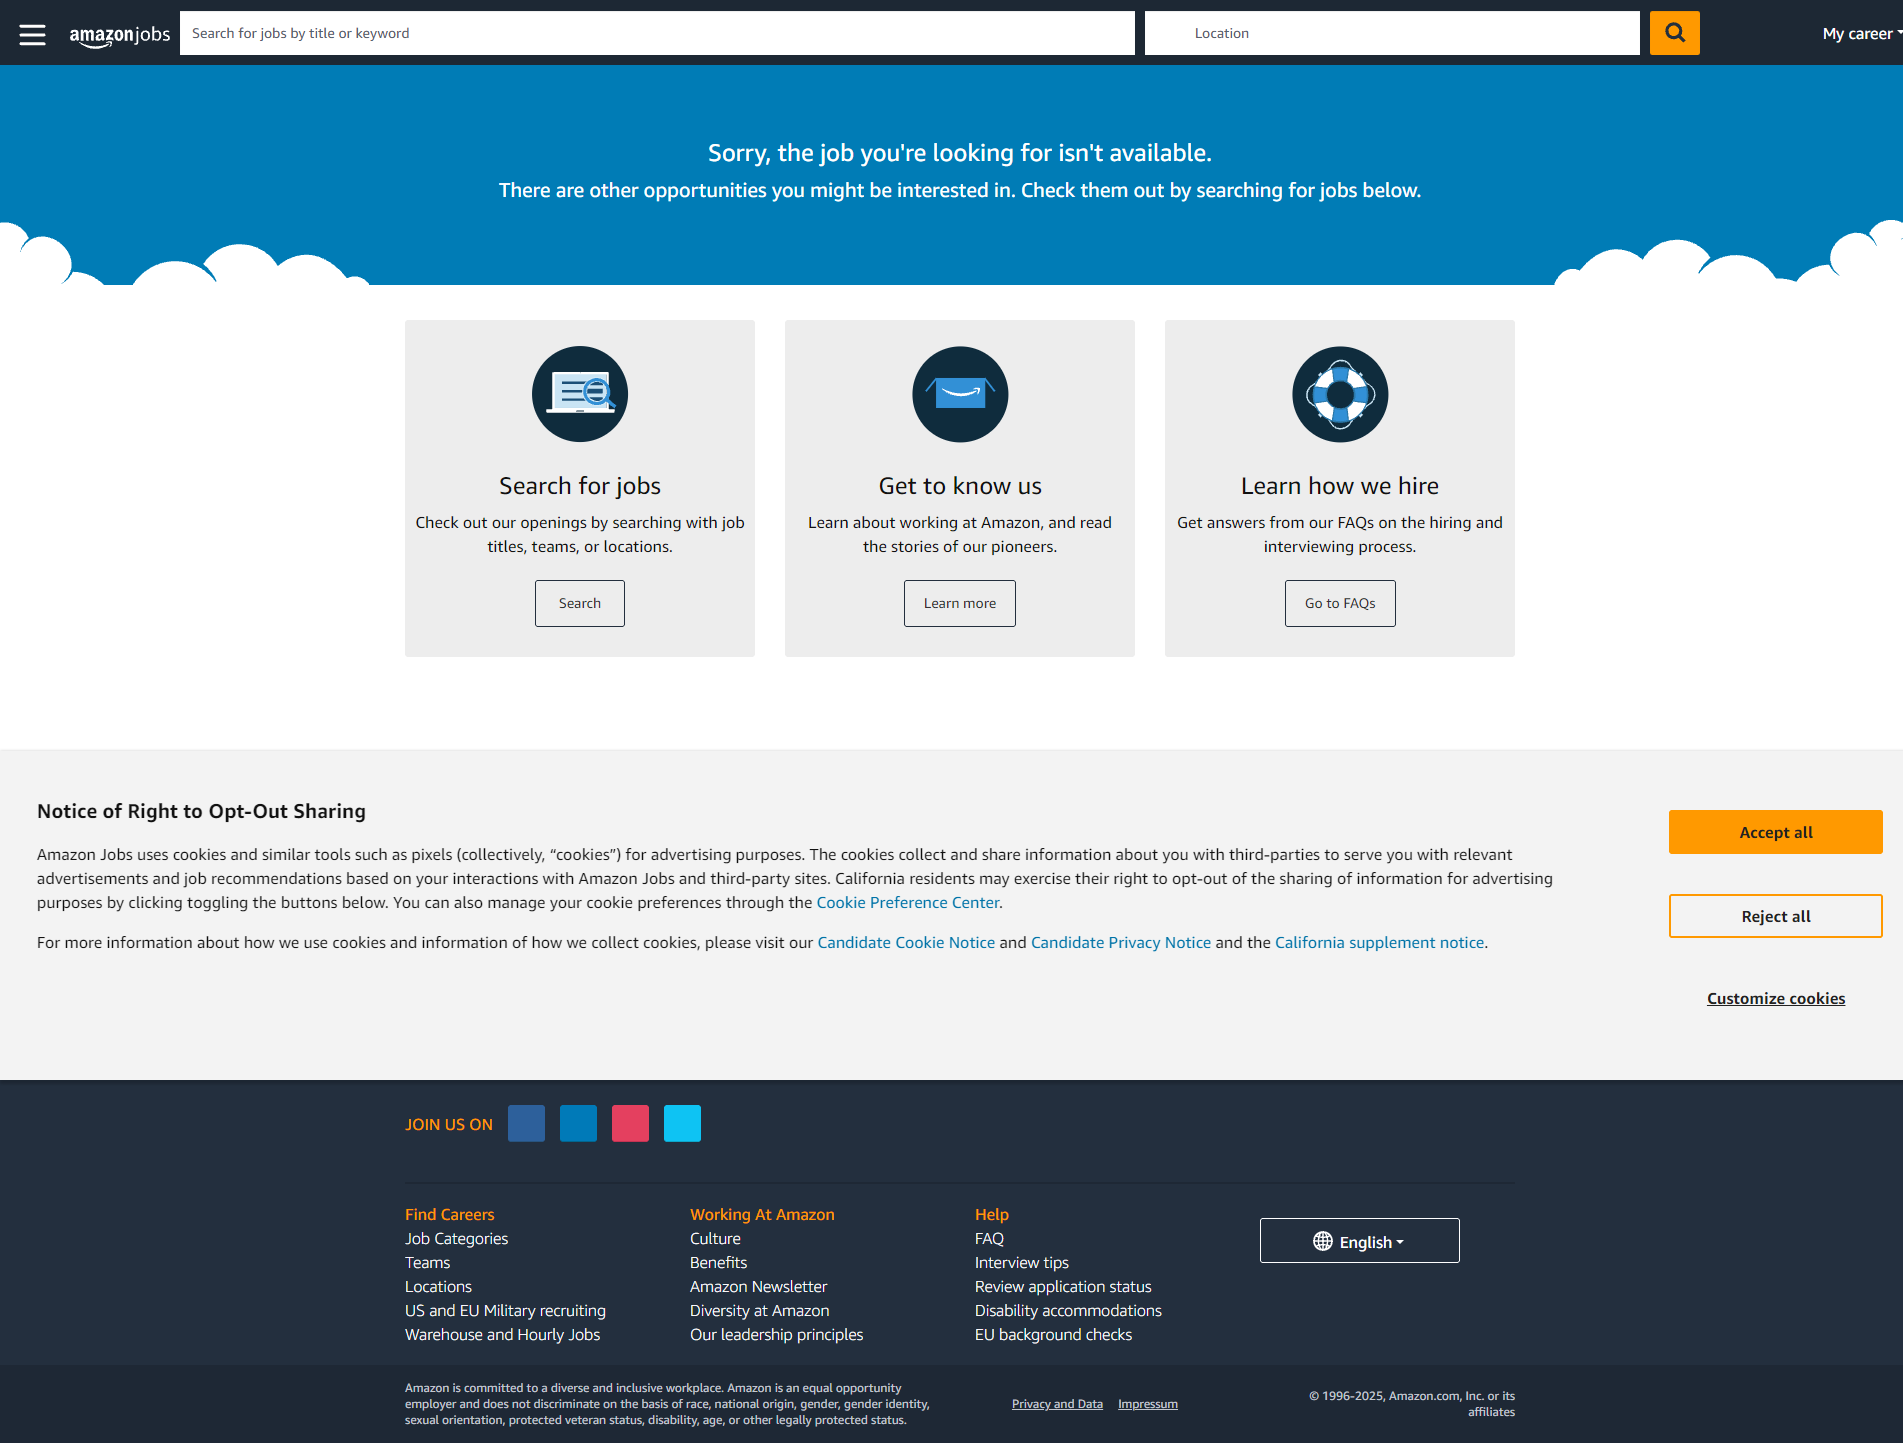 amazonjobs
Search for jobs by title or keyword
Location
My career
Sorry, the job you're looking for isn't available.
There are other opportunities you might be interested in. Check them out by searching for jobs below.
Search for jobs
Check out our openings by searching with job
titles, teams, or locations.
Search
Get to know us
Learn about working at Amazon, and read
the stories of our pioneers.
Learn more
Learn how we hire
Get answers from our FAQs on the hiring and
interviewing process.
Go to FAQs
Notice of Right to Opt-Out Sharing
Amazon Jobs uses cookies and similar tools such as pixels (collectively, “cookies”) for advertising purposes. The cookies collect and share information about you with third-parties to serve you with relevant
advertisements and job recommendations based on your interactions with Amazon Jobs and third-party sites. California residents may exercise their right to opt-out of the sharing of information for advertising
purposes by clicking toggling the buttons below. You can also manage your cookie preferences through the Cookie Preference Center.
For more information about how we use cookies and information of how we collect cookies, please visit our Candidate Cookie Notice and Candidate Privacy Notice and the California supplement notice.
Accept all
Reject all
Customize cookies
JOIN US ON
Find Careers
Job Categories
Teams
Locations
US and EU Military recruiting
Warehouse and Hourly Jobs
Working At Amazon
Culture
Benefits
Amazon Newsletter
Diversity at Amazon
Our leadership principles
Help
FAQ
Interview tips
Review application status
Disability accommodations
EU background checks
English
Amazon is committed to a diverse and inclusive workplace. Amazon is an equal opportunity
employer and does not discriminate on the basis of race, national origin, gender, gender identity,
sexual orientation, protected veteran status, disability, age, or other legally protected status.
Privacy and Data Impressum
© 1996-2025, Amazon.com, Inc. or its
affiliates